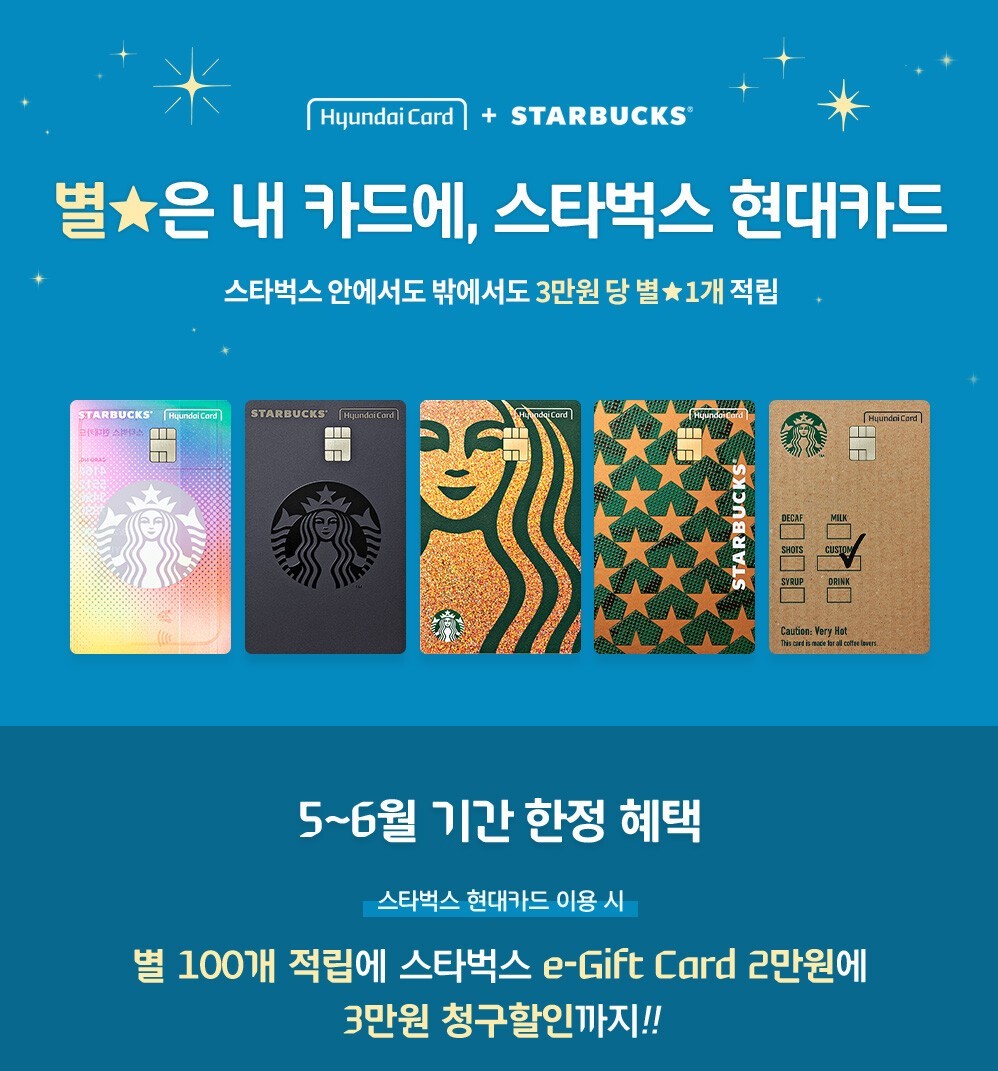 Hyundai Card + STARBUCKS®
별★은 내 카드에, 스타벅스 현대카드
스타벅스 안에서도 밖에서도 3만원 당 별★1개 적립
STARBUCKS® Hyundai Card
STARBUCKS® Hyundai Card
Hyundai Card
Hyundai Card
STARBUCKS®
Hyundai Card
DECAF MILK
SHOTS CUSTOM
SYRUP DRINK
Caution: Very Hot
This card is made for all coffee lovers.
5~6월 기간 한정 혜택
스타벅스 현대카드 이용 시
별 100개 적립에 스타벅스 e-Gift Card 2만원에
3만원 청구할인까지!!